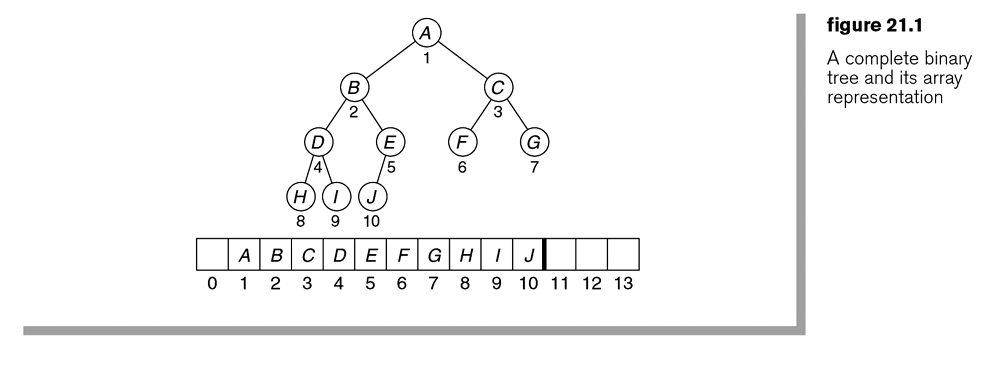 A
1
B C
2 3
D E F G
4 5 6 7
H I J
8 9 10
A B C D E F G H I J
0 1 2 3 4 5 6 7 8 9 10 11 12 13
figure 21.1
A complete binary
tree and its array
representation